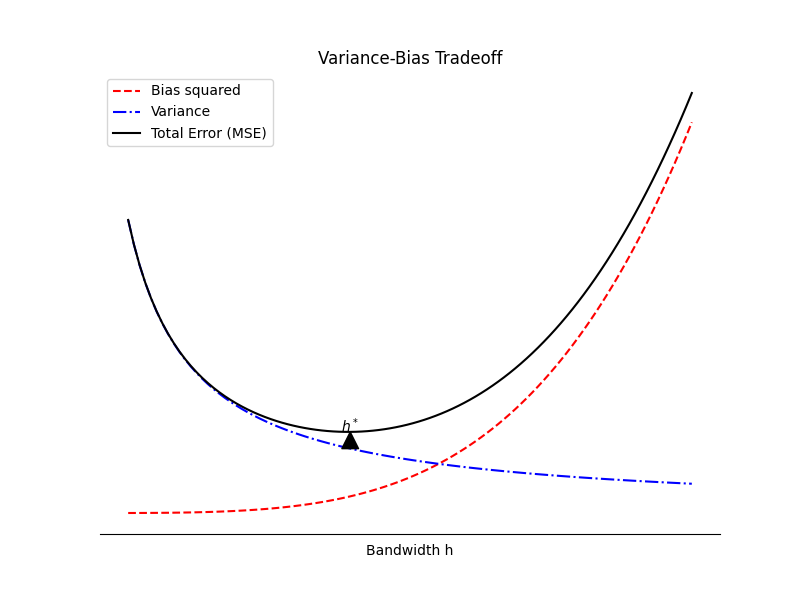 Variance-Bias Tradeoff
Bias squared
Variance
Total Error (MSE)
h*
Bandwidth h